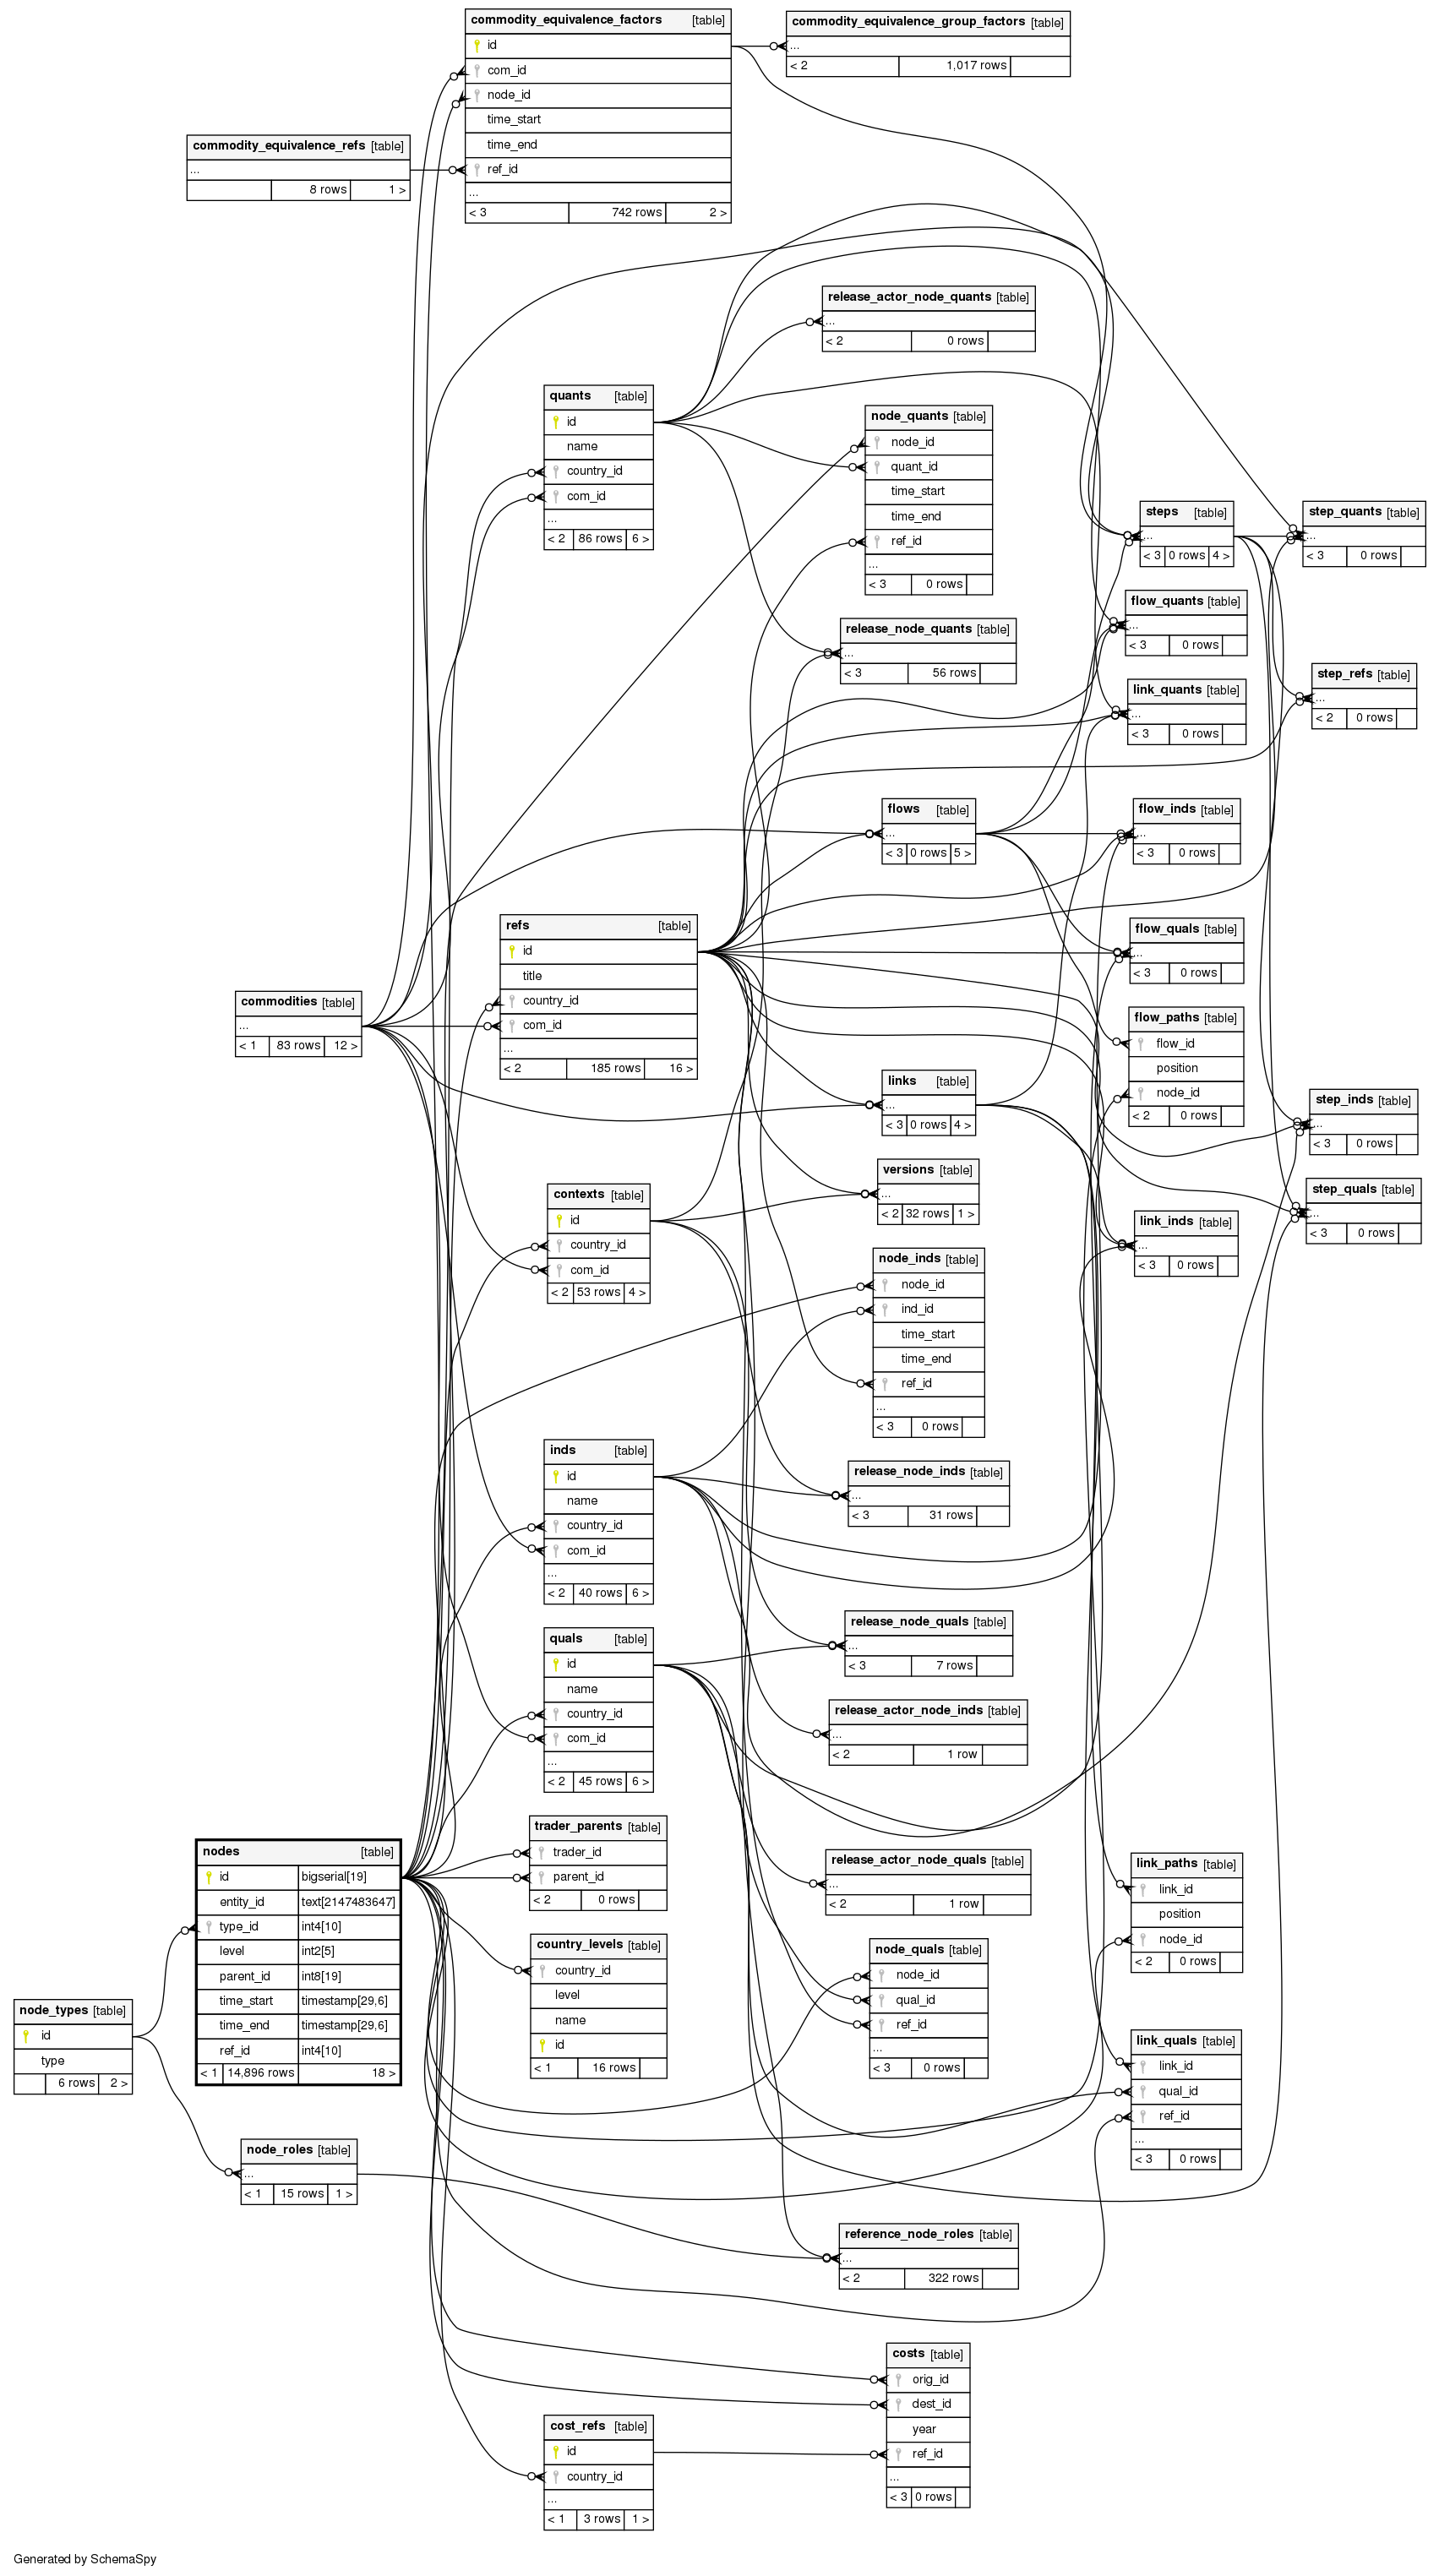 commodity_equivalence_factors [table]
id
com_id
node_id
time_start
time_end
ref_id
...
< 3 742 rows 2 >
commodity_equivalence_group_factors [table]
...
< 2 1,017 rows
commodity_equivalence_refs [table]
...
8 rows 1 >
release_actor_node_quants [table]
...
< 2 0 rows
quants [table]
id
name
country_id
com_id
...
< 2 86 rows 6 >
node_quants [table]
node_id
quant_id
time_start
time_end
ref_id
...
< 3 0 rows
steps [table]
...
< 3 0 rows 4 >
step_quants [table]
...
< 3 0 rows
flow_quants [table]
...
< 3 0 rows
release_node_quants [table]
...
< 3 56 rows
step_refs [table]
...
< 2 0 rows
link_quants [table]
...
< 3 0 rows
flows [table]
...
< 3 0 rows 5 >
flow_inds [table]
...
< 3 0 rows
refs [table]
id
title
country_id
com_id
...
< 2 185 rows 16 >
flow_quals [table]
...
< 3 0 rows
commodities [table]
...
< 1 83 rows 12 >
flow_paths [table]
flow_id
position
node_id
< 2 0 rows
links [table]
...
< 3 0 rows 4 >
step_inds [table]
...
< 3 0 rows
versions [table]
...
< 2 32 rows 1 >
step_quals [table]
...
< 3 0 rows
contexts [table]
id
country_id
com_id
< 2 53 rows 4 >
link_inds [table]
...
< 3 0 rows
node_inds [table]
node_id
ind_id
time_start
time_end
ref_id
...
< 3 0 rows
inds [table]
id
name
country_id
com_id
...
< 2 40 rows 6 >
release_node_inds [table]
...
< 3 31 rows
release_node_quals [table]
...
< 3 7 rows
quals [table]
id
name
country_id
com_id
...
< 2 45 rows 6 >
release_actor_node_inds [table]
...
< 2 1 row
trader_parents [table]
trader_id
parent_id
< 2 0 rows
nodes [table]
id bigserial[19]
entity_id text[2147483647]
type_id int4[10]
level int2[5]
parent_id int8[19]
time_start timestamp[29,6]
time_end timestamp[29,6]
ref_id int4[10]
< 1 14,896 rows 18 >
release_actor_node_quals [table]
...
< 2 1 row
link_paths [table]
link_id
position
node_id
< 2 0 rows
country_levels [table]
country_id
level
name
id
< 1 16 rows
node_quals [table]
node_id
qual_id
ref_id
...
< 3 0 rows
node_types [table]
id
type
6 rows 2 >
link_quals [table]
link_id
qual_id
ref_id
...
< 3 0 rows
node_roles [table]
...
< 1 15 rows 1 >
reference_node_roles [table]
...
< 2 322 rows
costs [table]
orig_id
dest_id
year
ref_id
...
< 3 0 rows
cost_refs [table]
id
country_id
...
< 1 3 rows 1 >
Generated by SchemaSpy